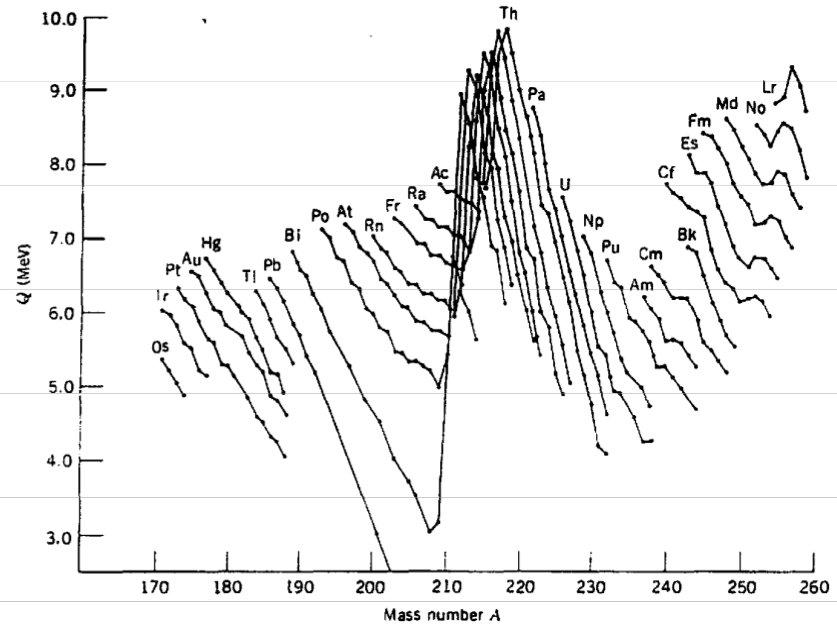 10.0
9.0
8.0
7.0
6.0
5.0
4.0
3.0
Q (MeV)
Th
Pa
Lr
Md
No
Fm
Es
Ac
Cf
U
Ra
Po
At
Fr
Rn
Np
Bk
Hg
Bi
Au
Pt
Tl
Pb
Pu
Cm
Am
Ir
Os
170
180
190
200
210
220
230
240
250
260
Mass number A